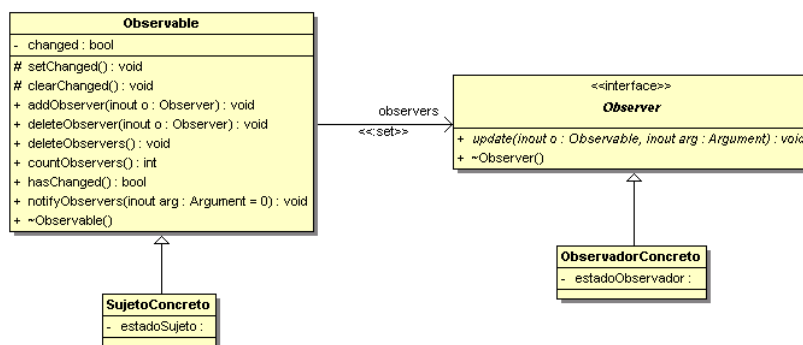 Observable
- changed : bool
# setChanged() : void
# clearChanged() : void
+ addObserver(inout o : Observer) : void
+ deleteObserver(inout o : Observer) : void
+ deleteObservers() : void
+ countObservers() : int
+ hasChanged() : bool
+ notifyObservers(inout arg : Argument = 0) : void
+ ~Observable()
observers
<<:set>>
<<interface>>
Observer
+ update(inout o : Observable, inout arg : Argument) : void
+ ~Observer()
SujetoConcreto
- estadoSujeto :
ObservadorConcreto
- estadoObservador :